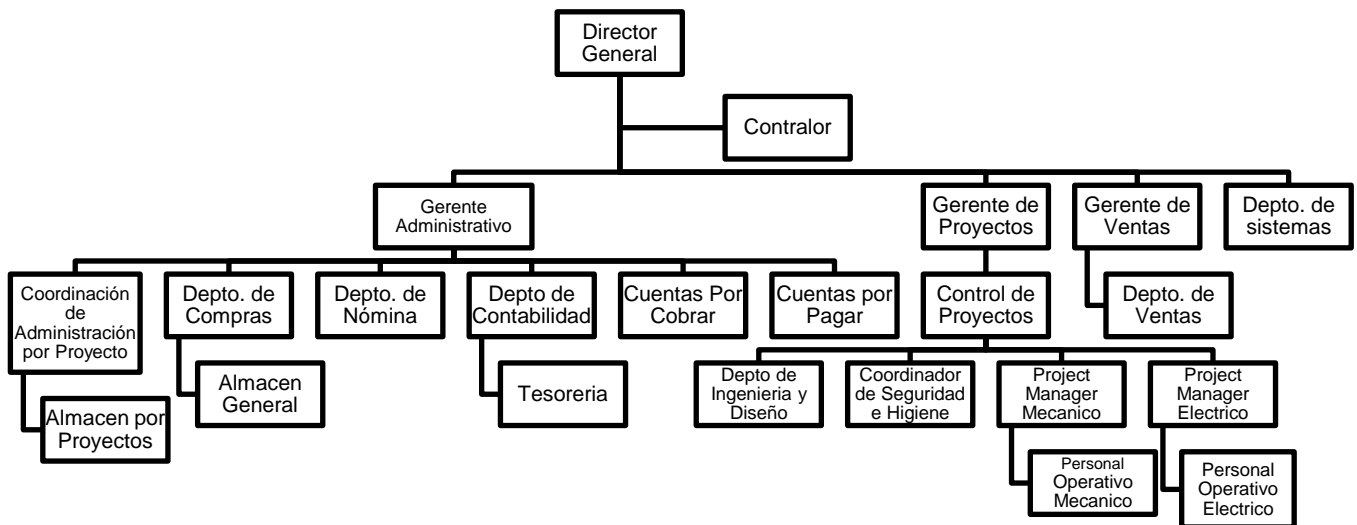 Director
General
Contralor
Gerente
Administrativo
Gerente de
Proyectos
Gerente de
Ventas
Depto. de
sistemas
Coordinación
de
Administración
por Proyecto
Depto. de
Compras
Depto. de
Nómina
Depto de
Contabilidad
Cuentas Por
Cobrar
Cuentas por
Pagar
Control de
Proyectos
Depto. de
Ventas
Almacen por
Proyectos
Almacen
General
Tesoreria
Depto de
Ingenieria y
Diseño
Coordinador
de Seguridad
e Higiene
Project
Manager
Mecanico
Project
Manager
Electrico
Personal
Operativo
Mecanico
Personal
Operativo
Electrico